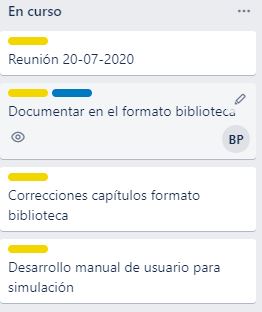 En curso
Reunión 20-07-2020
Documentar en el formato biblioteca
BP
Correcciones capítulos formato
biblioteca
Desarrollo manual de usuario para
simulación